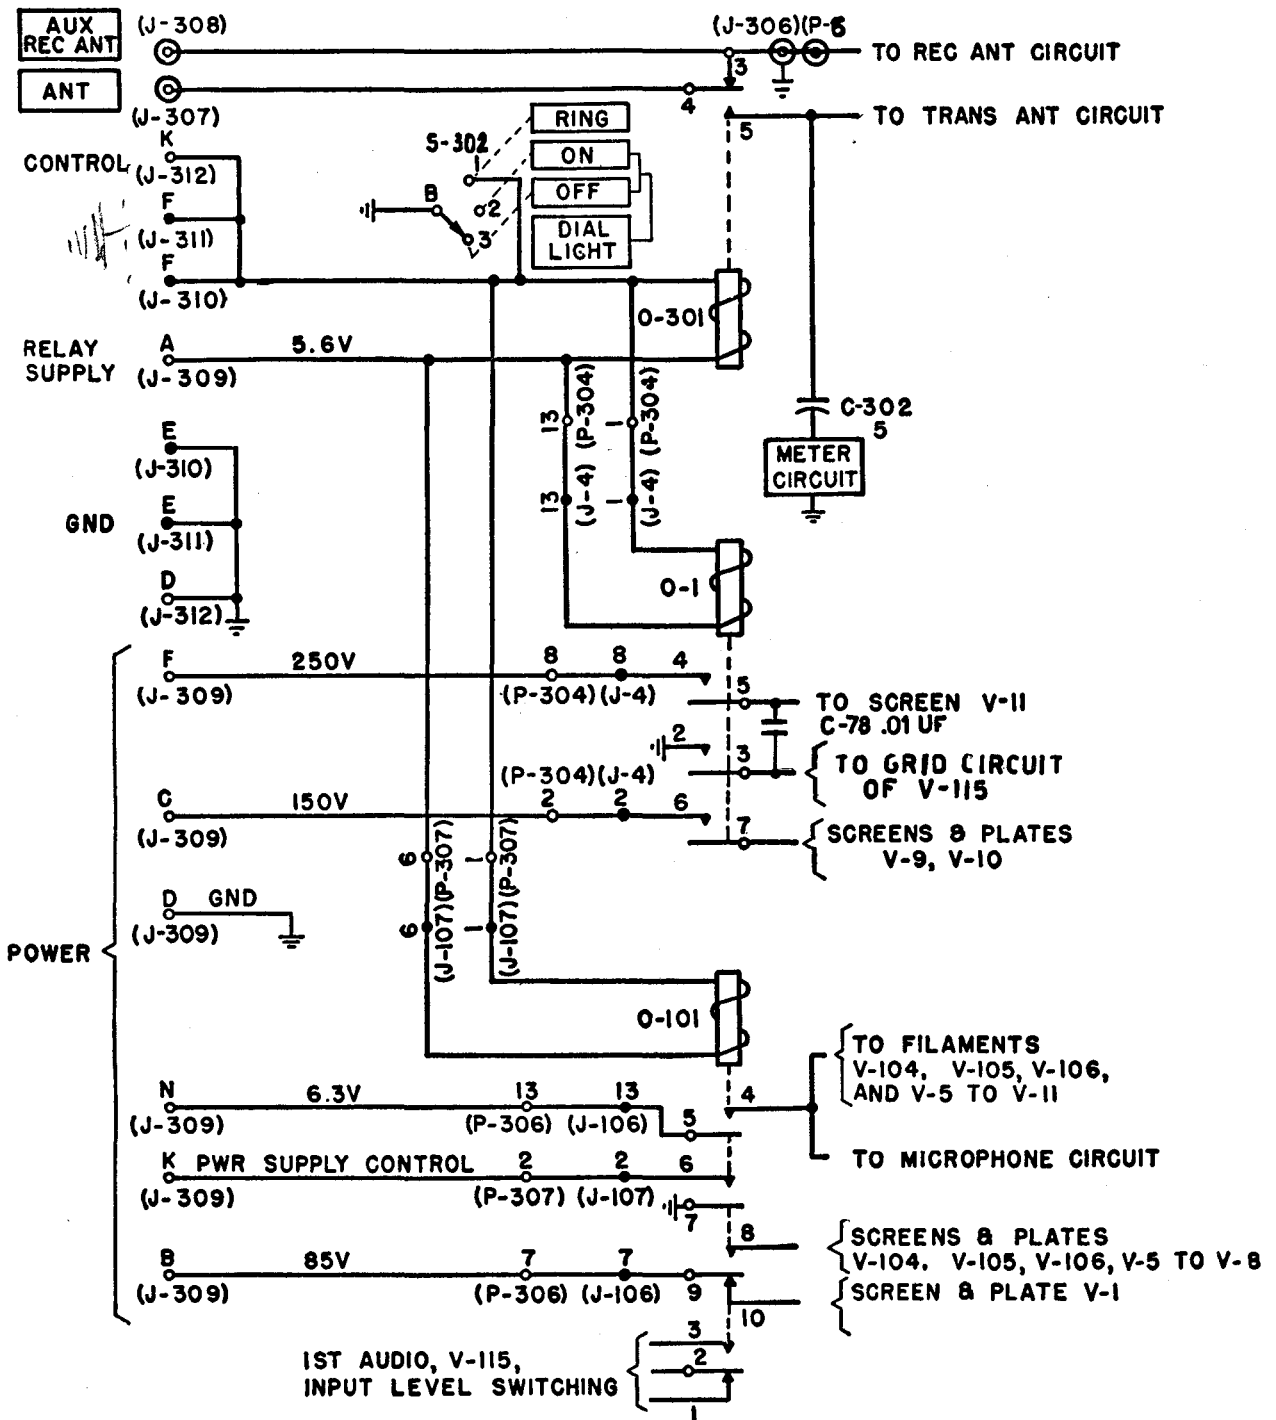 AUX
REC ANT
(J-308)
(J-306)(P-
3
TO REC ANT CIRCUIT
ANT
(J-307)
4
5
TO TRANS ANT CIRCUIT
RING
ON
OFF
DIAL
LIGHT
S-302
1
2
3
B
CONTROL
K
(J-312)
F
(J-311)
F
(J-310)
O-301
RELAY
SUPPLY
A
(J-309)
5.6V
13
(P-304)
1
(P-304)
C-302
5
METER
CIRCUIT
13
(J-4)
1
(J-4)
E
(J-310)
GND
E
(J-311)
D
(J-312)
O-1
POWER
F
(J-309)
250V
8
(P-304)
8
(J-4)
4
5
TO SCREEN V-11
C-78 .01 UF
2
3
TO GRID CIRCUIT
OF V-115
C
(J-309)
150V
(P-304)
2
(J-4)
2
6
7
SCREENS & PLATES
V-9, V-10
6
(P-307)
1
(P-307)
6
(J-107)
1
(J-107)
D
(J-309)
GND
O-101
N
(J-309)
6.3V
13
(P-306)
13
(J-106)
5
4
TO FILAMENTS
V-104, V-105, V-106,
AND V-5 TO V-11
TO MICROPHONE CIRCUIT
K
(J-309)
PWR SUPPLY CONTROL
2
(P-307)
2
(J-107)
6
7
8
SCREENS & PLATES
V-104, V-105, V-106, V-5 TO V-8
B
(J-309)
85V
7
(P-306)
7
(J-106)
9
10
SCREEN & PLATE V-1
1ST AUDIO, V-115,
INPUT LEVEL SWITCHING
3
2
1